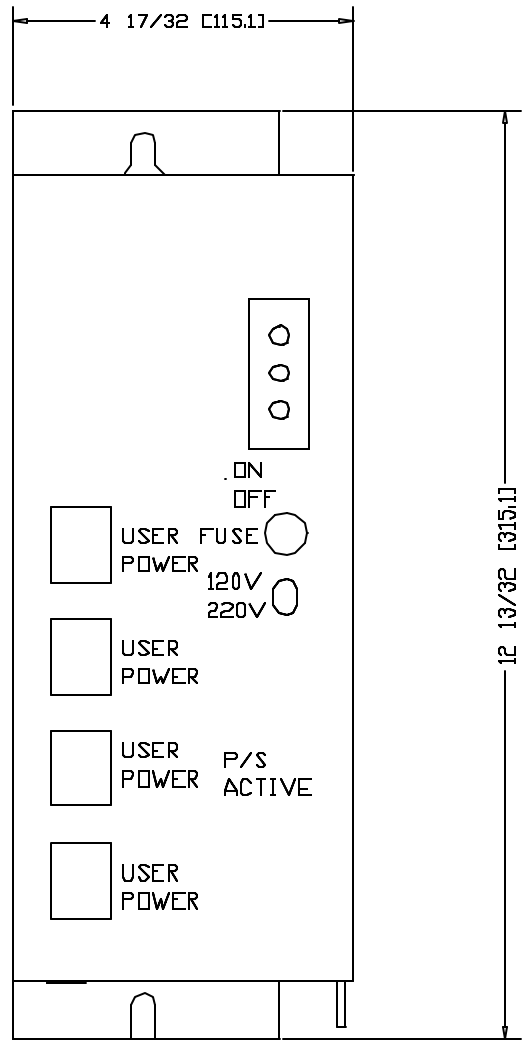 4 17/32 [115.1]
.ON
OFF
USER FUSE
POWER
120V
220V
USER
POWER
USER
POWER
P/S
ACTIVE
USER
POWER
12 13/32 [315.1]